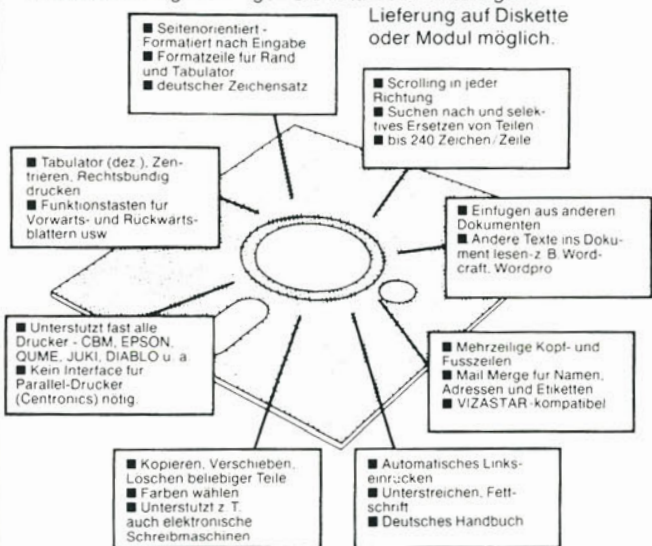 Lieferung auf Diskette
oder Modul möglich.
■ Seitenorientiert -
Formatiert nach Eingabe
■ Formatzeile fur Rand
und Tabulator
■ deutscher Zeichensatz
■ Scrolling in jeder
Richtung
■ Suchen nach und selek-
tives Ersetzen von Teilen
■ bis 240 Zeichen/Zeile
■ Tabulator (dez.), Zen-
trieren, Rechtsbundig
drucken
■ Funktionstasten fur
Vorwarts- und Ruckwarts-
blattern usw
■ Einfugen aus anderen
Dokumenten
■ Andere Texte ins Doku-
ment lesen-z B. Word-
craft. Wordpro
■ Unterstutzt fast alle
Drucker - CBM, EPSON,
QUME, JUKI, DIABLO u. a
■ Kein Interface fur
Parallel-Drucker
(Centronics) nötig.
■ Mehrzeilige Kopf- und
Fusszeilen
■ Mail Merge fur Namen,
Adressen und Etiketten
■ VIZASTAR-kompatibel
■ Kopieren, Verschieben,
Loschen beliebiger Teile
■ Farben wahlen
■ Unterstutzt z. T.
auch elektronische
Schreibmaschinen
■ Automatisches Links-
einrucken
■ Unterstreichen, Fett-
schrift
■ Deutsches Handbuch